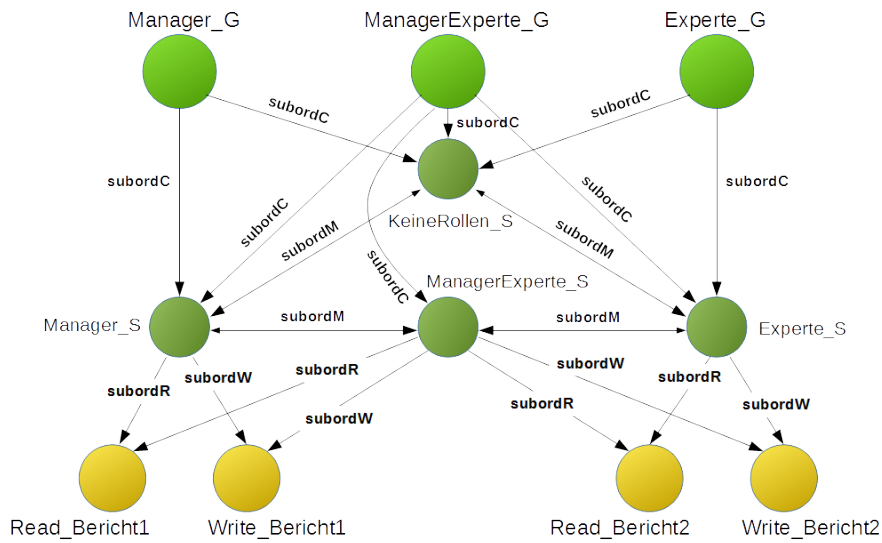 Manager_G
ManagerExperte_G
Experte_G
subordC
subordC
subordC
subordC
subordC
subordC
subordC
subordC
KeineRollen_S
subordM
subordM
subordC
ManagerExperte_S
Manager_S
subordM
subordM
Experte_S
subordR
subordW
subordR
subordW
subordR
subordW
subordR
subordW
Read_Bericht1
Write_Bericht1
Read_Bericht2
Write_Bericht2